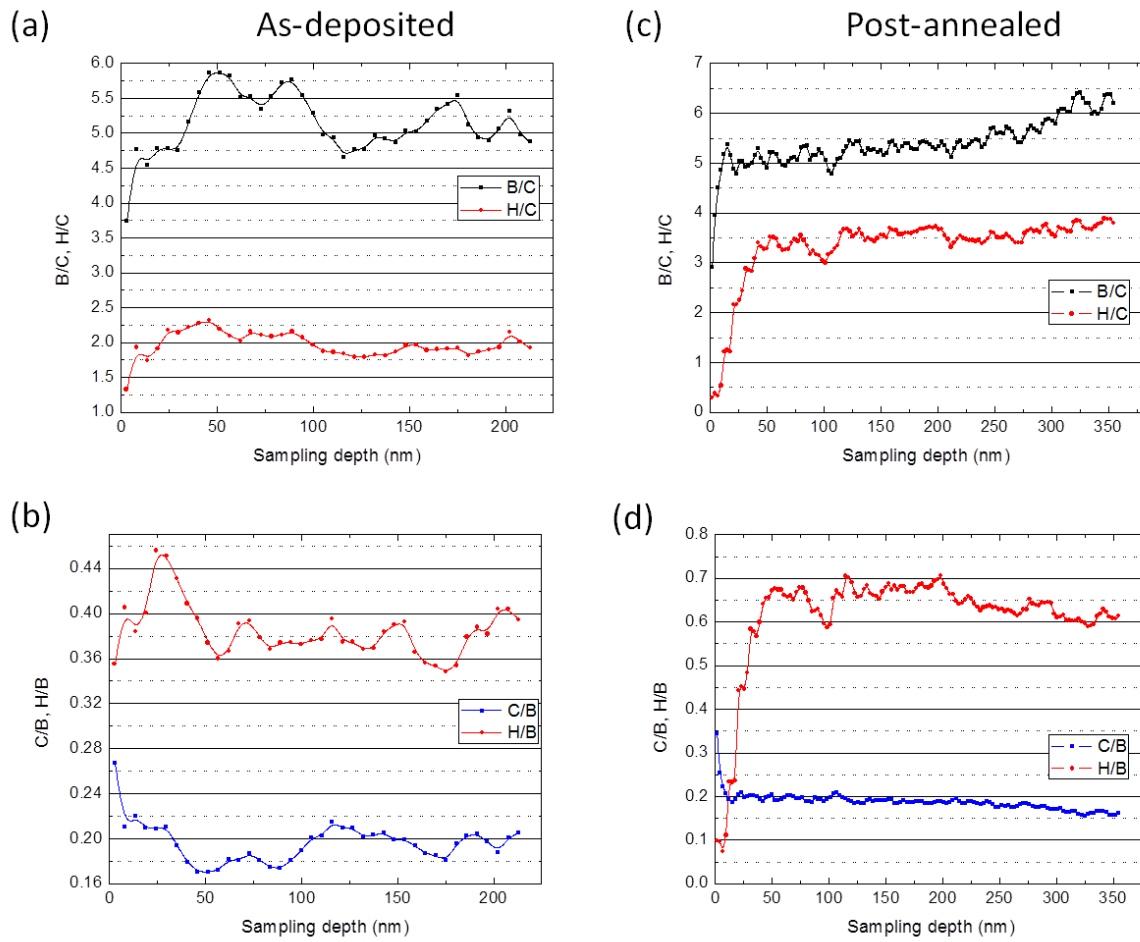 (a) As-deposited
6.0
5.5
5.0
4.5
4.0
3.5
3.0
2.5
2.0
1.5
1.0
B/C, H/C
B/C
H/C
0 50 100 150 200
Sampling depth (nm)
(c) Post-annealed
7
6
5
4
3
2
1
0
B/C, H/C
B/C
H/C
0 50 100 150 200 250 300 350
Sampling depth (nm)
(b)
0.44
0.40
0.36
0.32
0.28
0.24
0.20
0.16
C/B, H/B
C/B
H/B
0 50 100 150 200
Sampling depth (nm)
(d)
0.8
0.7
0.6
0.5
0.4
0.3
0.2
0.1
0.0
C/B, H/B
C/B
H/B
0 50 100 150 200 250 300 350
Sampling depth (nm)